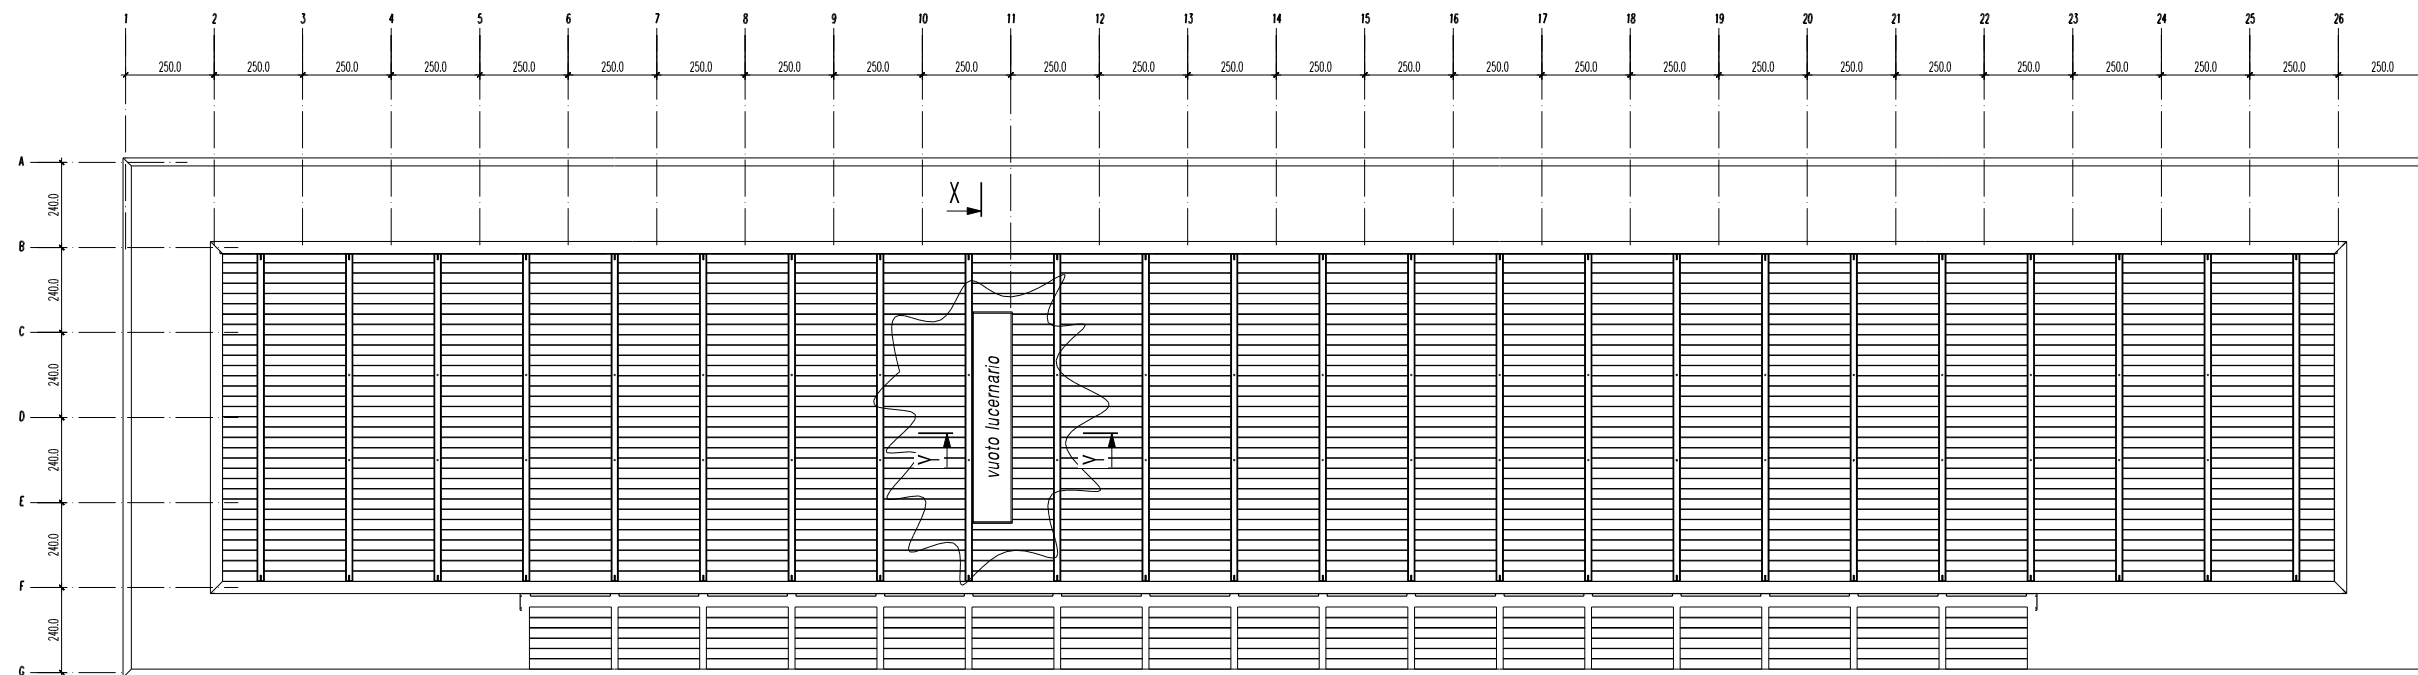 1 2 3 4 5 6 7 8 9 10 11 12 13 14 15 16 17 18 19 20 21 22 23 24 25 26
250.0 250.0 250.0 250.0 250.0 250.0 250.0 250.0 250.0 250.0 250.0 250.0 250.0 250.0 250.0 250.0 250.0 250.0 250.0 250.0 250.0 250.0 250.0 250.0 250.0 250.0
A
240.0
X
B
240.0
C
240.0
vuoto lucernario
D
240.0
Y Y
E
240.0
F
240.0
G